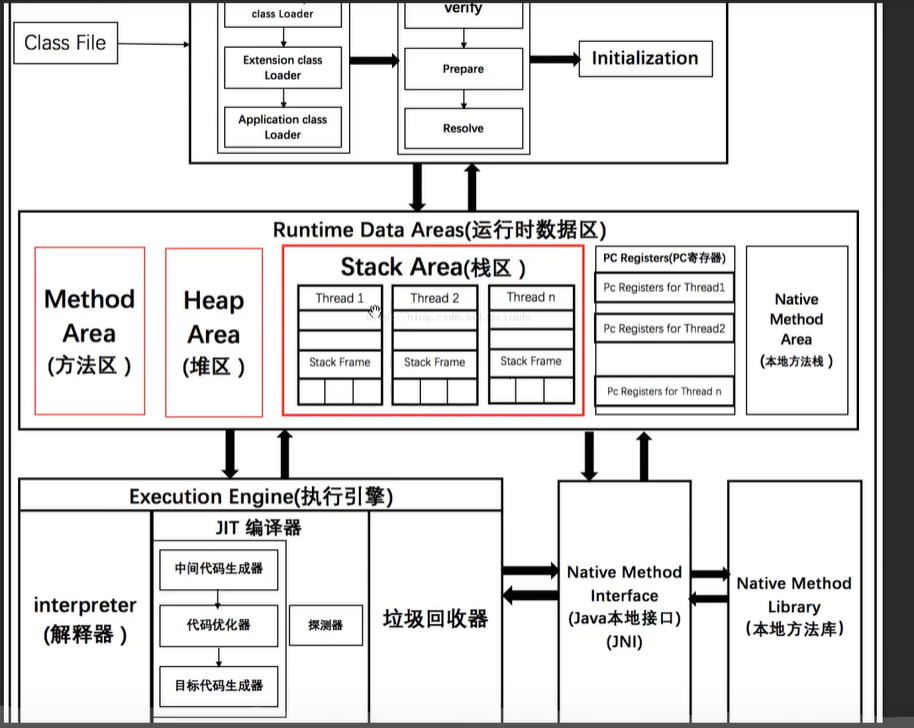 class Loader
verify
Class File
Extension class
Loader
Prepare
Initialization
Application class
Loader
Resolve
Runtime Data Areas(运行时数据区)
Method
Area
(方法区 )
Heap
Area
(堆区 )
Stack Area(栈区 )
Thread 1
Thread 2
Thread n
Stack Frame
Stack Frame
Stack Frame
PC Registers(PC寄存器)
Pc Registers for Thread1
Pc Registers for Thread2
Pc Registers for Thread n
Native
Method
Area
(本地方法栈 )
Execution Engine(执行引擎)
interpreter
(解释器 )
JIT 编译器
中间代码生成器
代码优化器
目标代码生成器
探测器
垃圾回收器
Native Method
Interface
(Java本地接口)
(JNI)
Native Method
Library
(本地方法库)